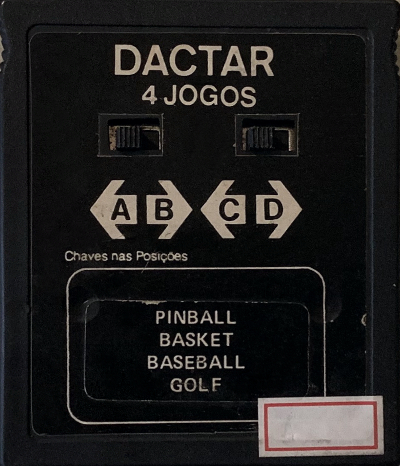 DACTAR
4 JOGOS
A B C D
Chaves nas Posições
PINBALL
BASKET
BASEBALL
GOLF